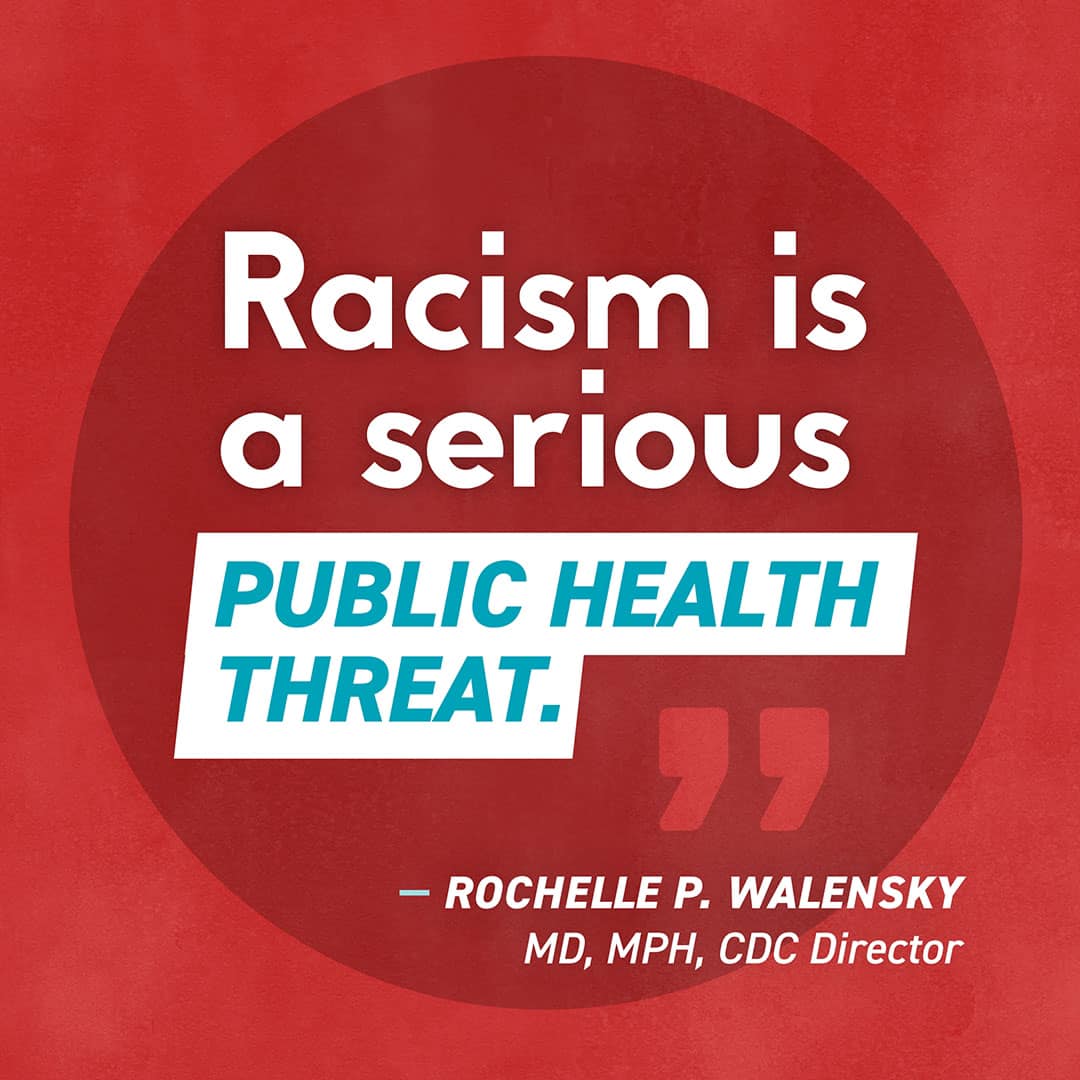 Racism is
a serious
PUBLIC HEALTH
THREAT.
”
– ROCHELLE P. WALENSKY
MD, MPH, CDC Director